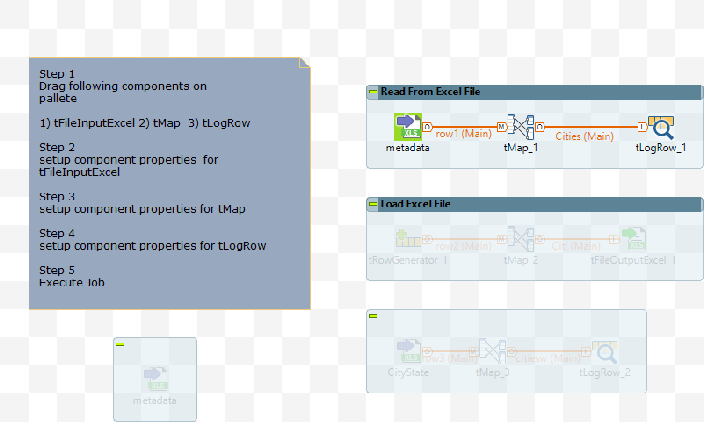 Step 1
Drag following components on
pallete
1) tFileInputExcel 2) tMap 3) tLogRow
Step 2
setup component properties for
tFileInputExcel
Step 3
setup component properties for tMap
Step 4
setup component properties for tLogRow
Step 5
Execute Job
metadata
Read From Excel File
row1 (Main)
Cities (Main)
metadata
tMap_1
tLogRow_1
Load Excel File
row2 (Main)
(Main)
tRowGenerator_1
tMap_2
tFileOutputExcel_1
row3 (Main)
(Main)
CityState
tMap_3
tLogRow_2